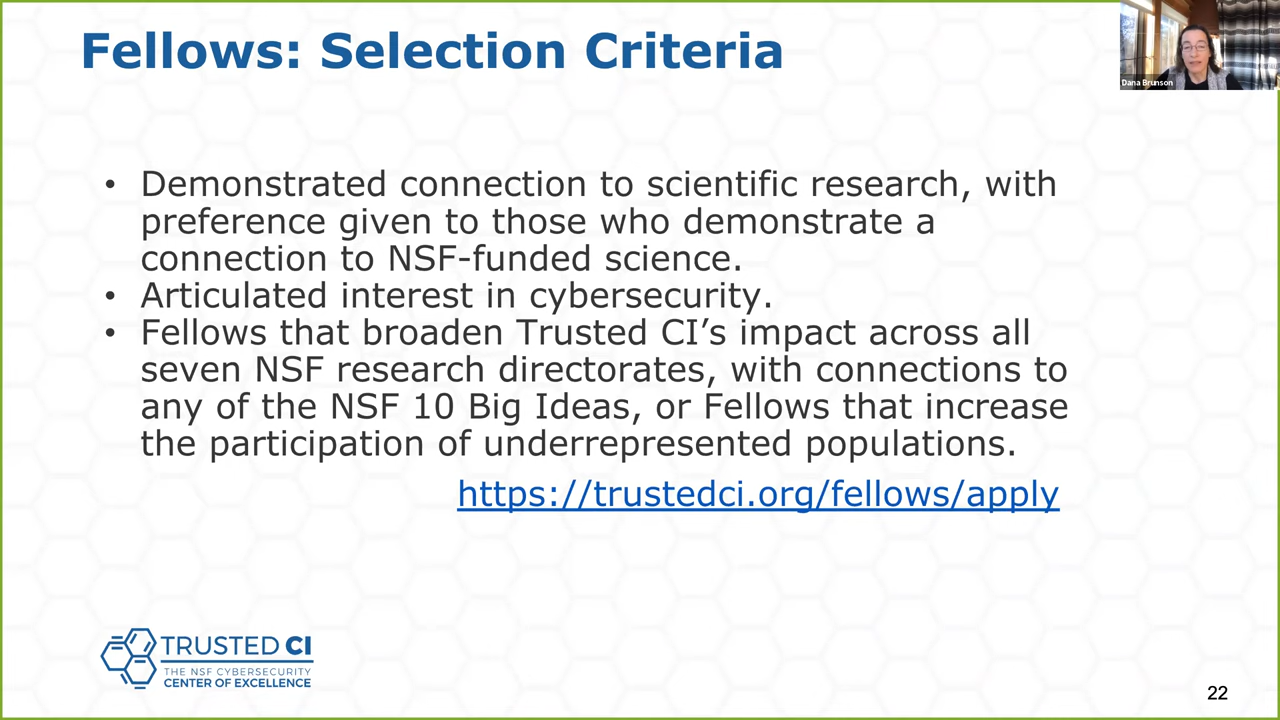 Fellows: Selection Criteria
Dana Brunson
• Demonstrated connection to scientific research, with
preference given to those who demonstrate a
connection to NSF-funded science.
• Articulated interest in cybersecurity.
• Fellows that broaden Trusted CI’s impact across all
seven NSF research directorates, with connections to
any of the NSF 10 Big Ideas, or Fellows that increase
the participation of underrepresented populations.
https://trustedci.org/fellows/apply
TRUSTED CI
THE NSF CYBERSECURITY
CENTER OF EXCELLENCE
22